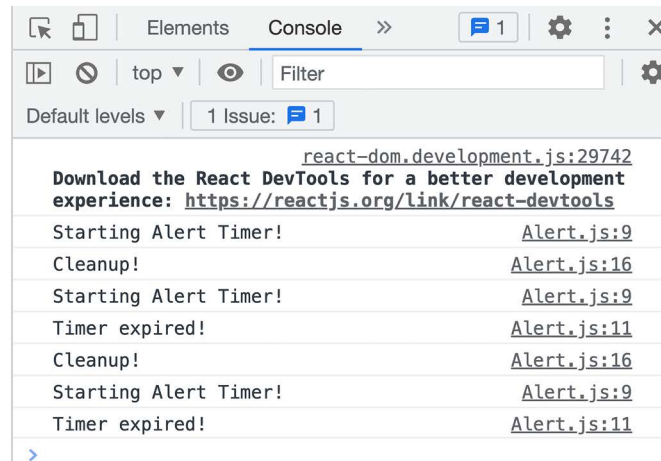 Elements Console » 1
top ▼ Filter
Default levels ▼ 1 Issue: 1
react-dom.development.js:29742
Download the React DevTools for a better development
experience: https://reactjs.org/link/react-devtools
Starting Alert Timer! Alert.js:9
Cleanup! Alert.js:16
Starting Alert Timer! Alert.js:9
Timer expired! Alert.js:11
Cleanup! Alert.js:16
Starting Alert Timer! Alert.js:9
Timer expired! Alert.js:11
>